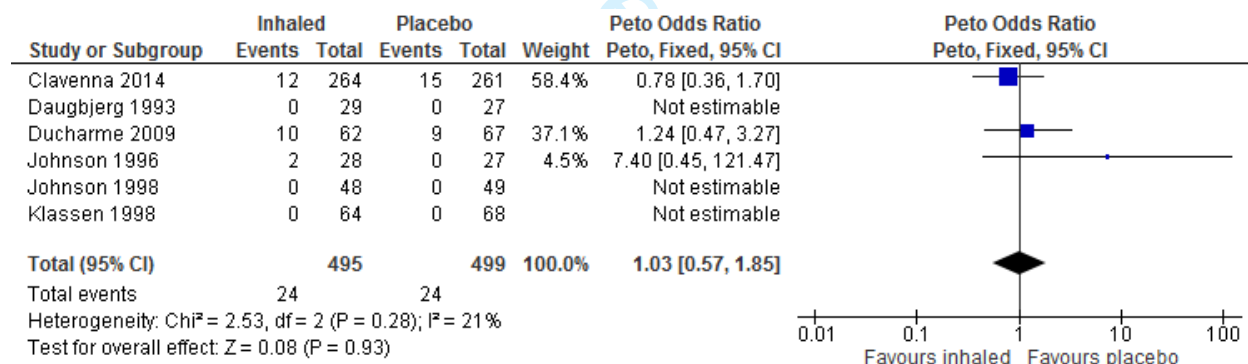 Inhaled Placebo Peto Odds Ratio Peto Odds Ratio
Study or Subgroup Events Total Events Total Weight Peto, Fixed, 95% CI Peto, Fixed, 95% CI
Clavenna 2014 12 264 15 261 58.4% 0.78 [0.36, 1.70]
Daugbjerg 1993 0 29 0 27 Not estimable
Ducharme 2009 10 62 9 67 37.1% 1.24 [0.47, 3.27]
Johnson 1996 2 28 0 27 4.5% 7.40 [0.45, 121.47]
Johnson 1998 0 48 0 49 Not estimable
Klassen 1998 0 64 0 68 Not estimable
Total (95% CI) 495 499 100.0% 1.03 [0.57, 1.85]
Total events 24 24
Heterogeneity: Chi² = 2.53, df = 2 (P = 0.28); I² = 21%
Test for overall effect: Z = 0.08 (P = 0.93)
0.01 0.1 1 10 100
Favours inhaled Favours placebo